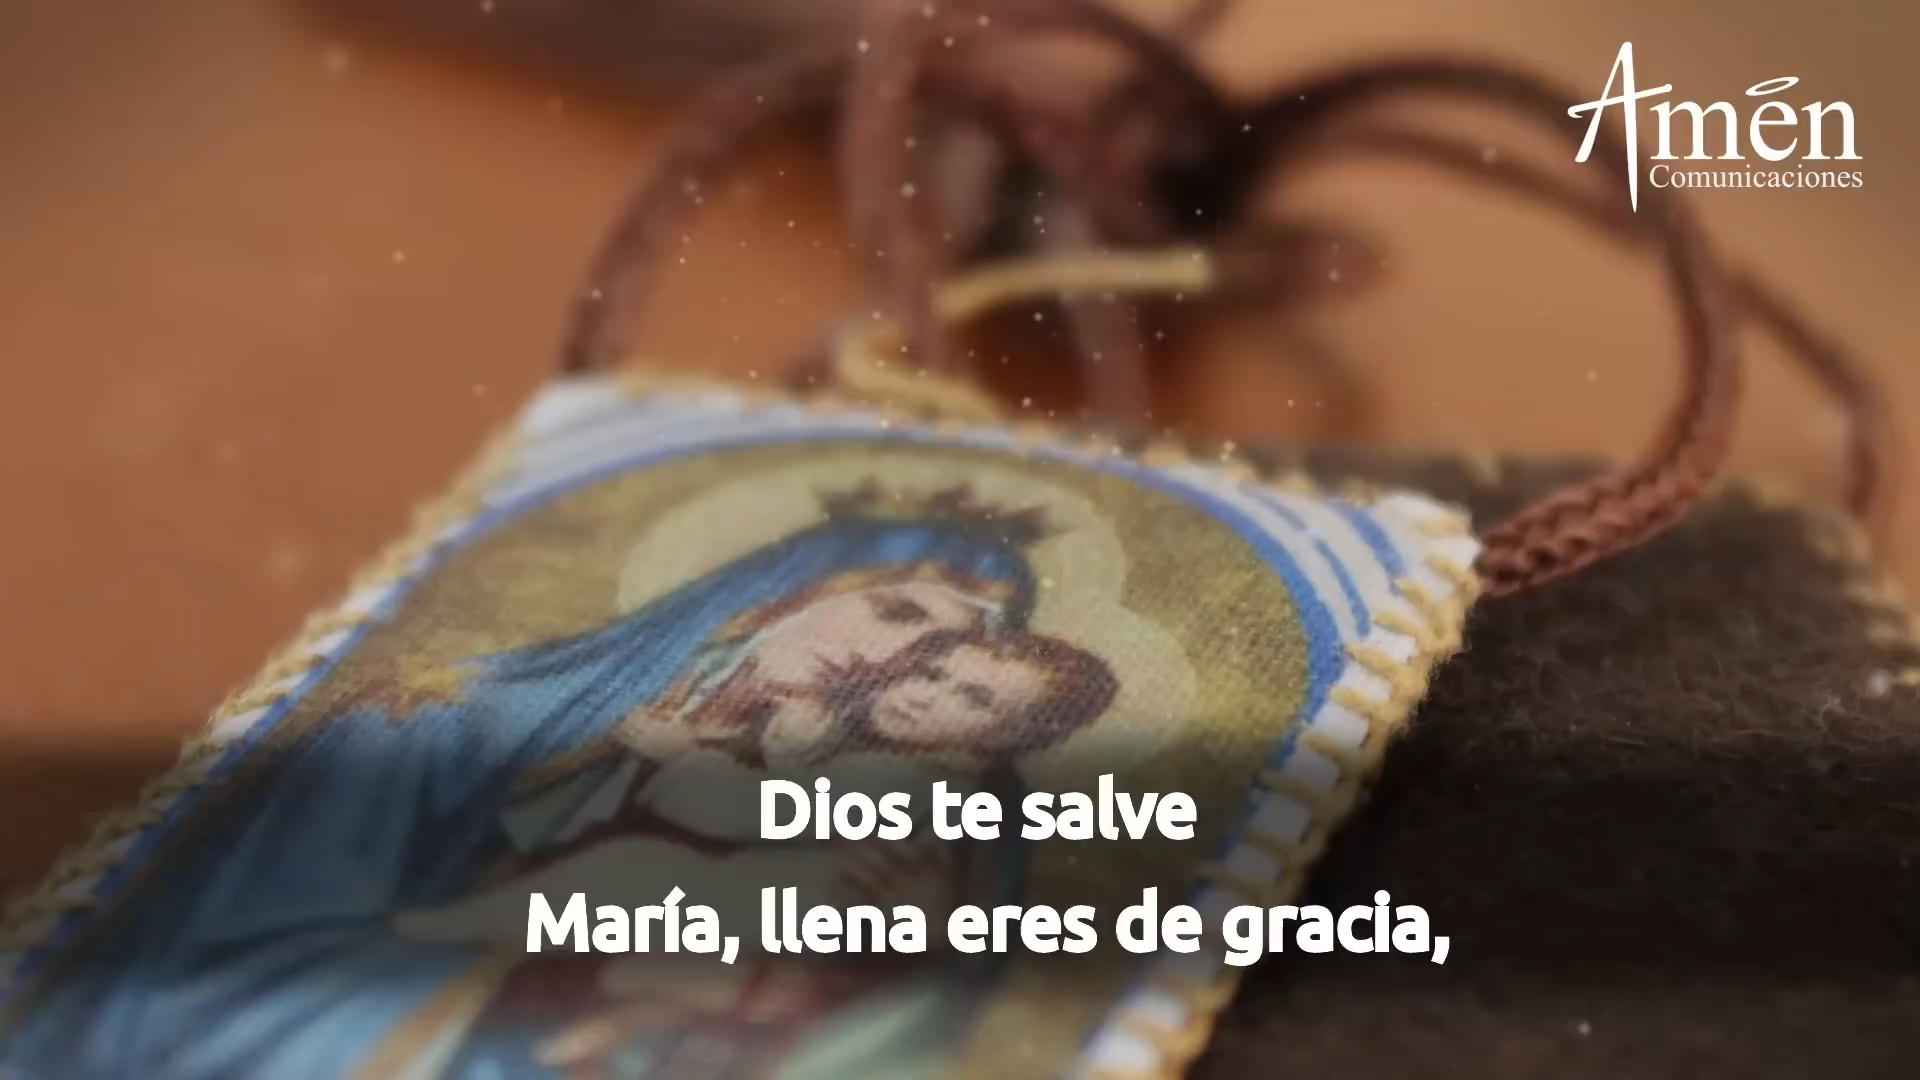 Amén
Comunicaciones
Dios te salve
María, llena eres de gracia,